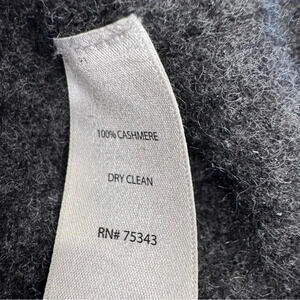 100% CASHMERE
DRY CLEAN
RN# 75343